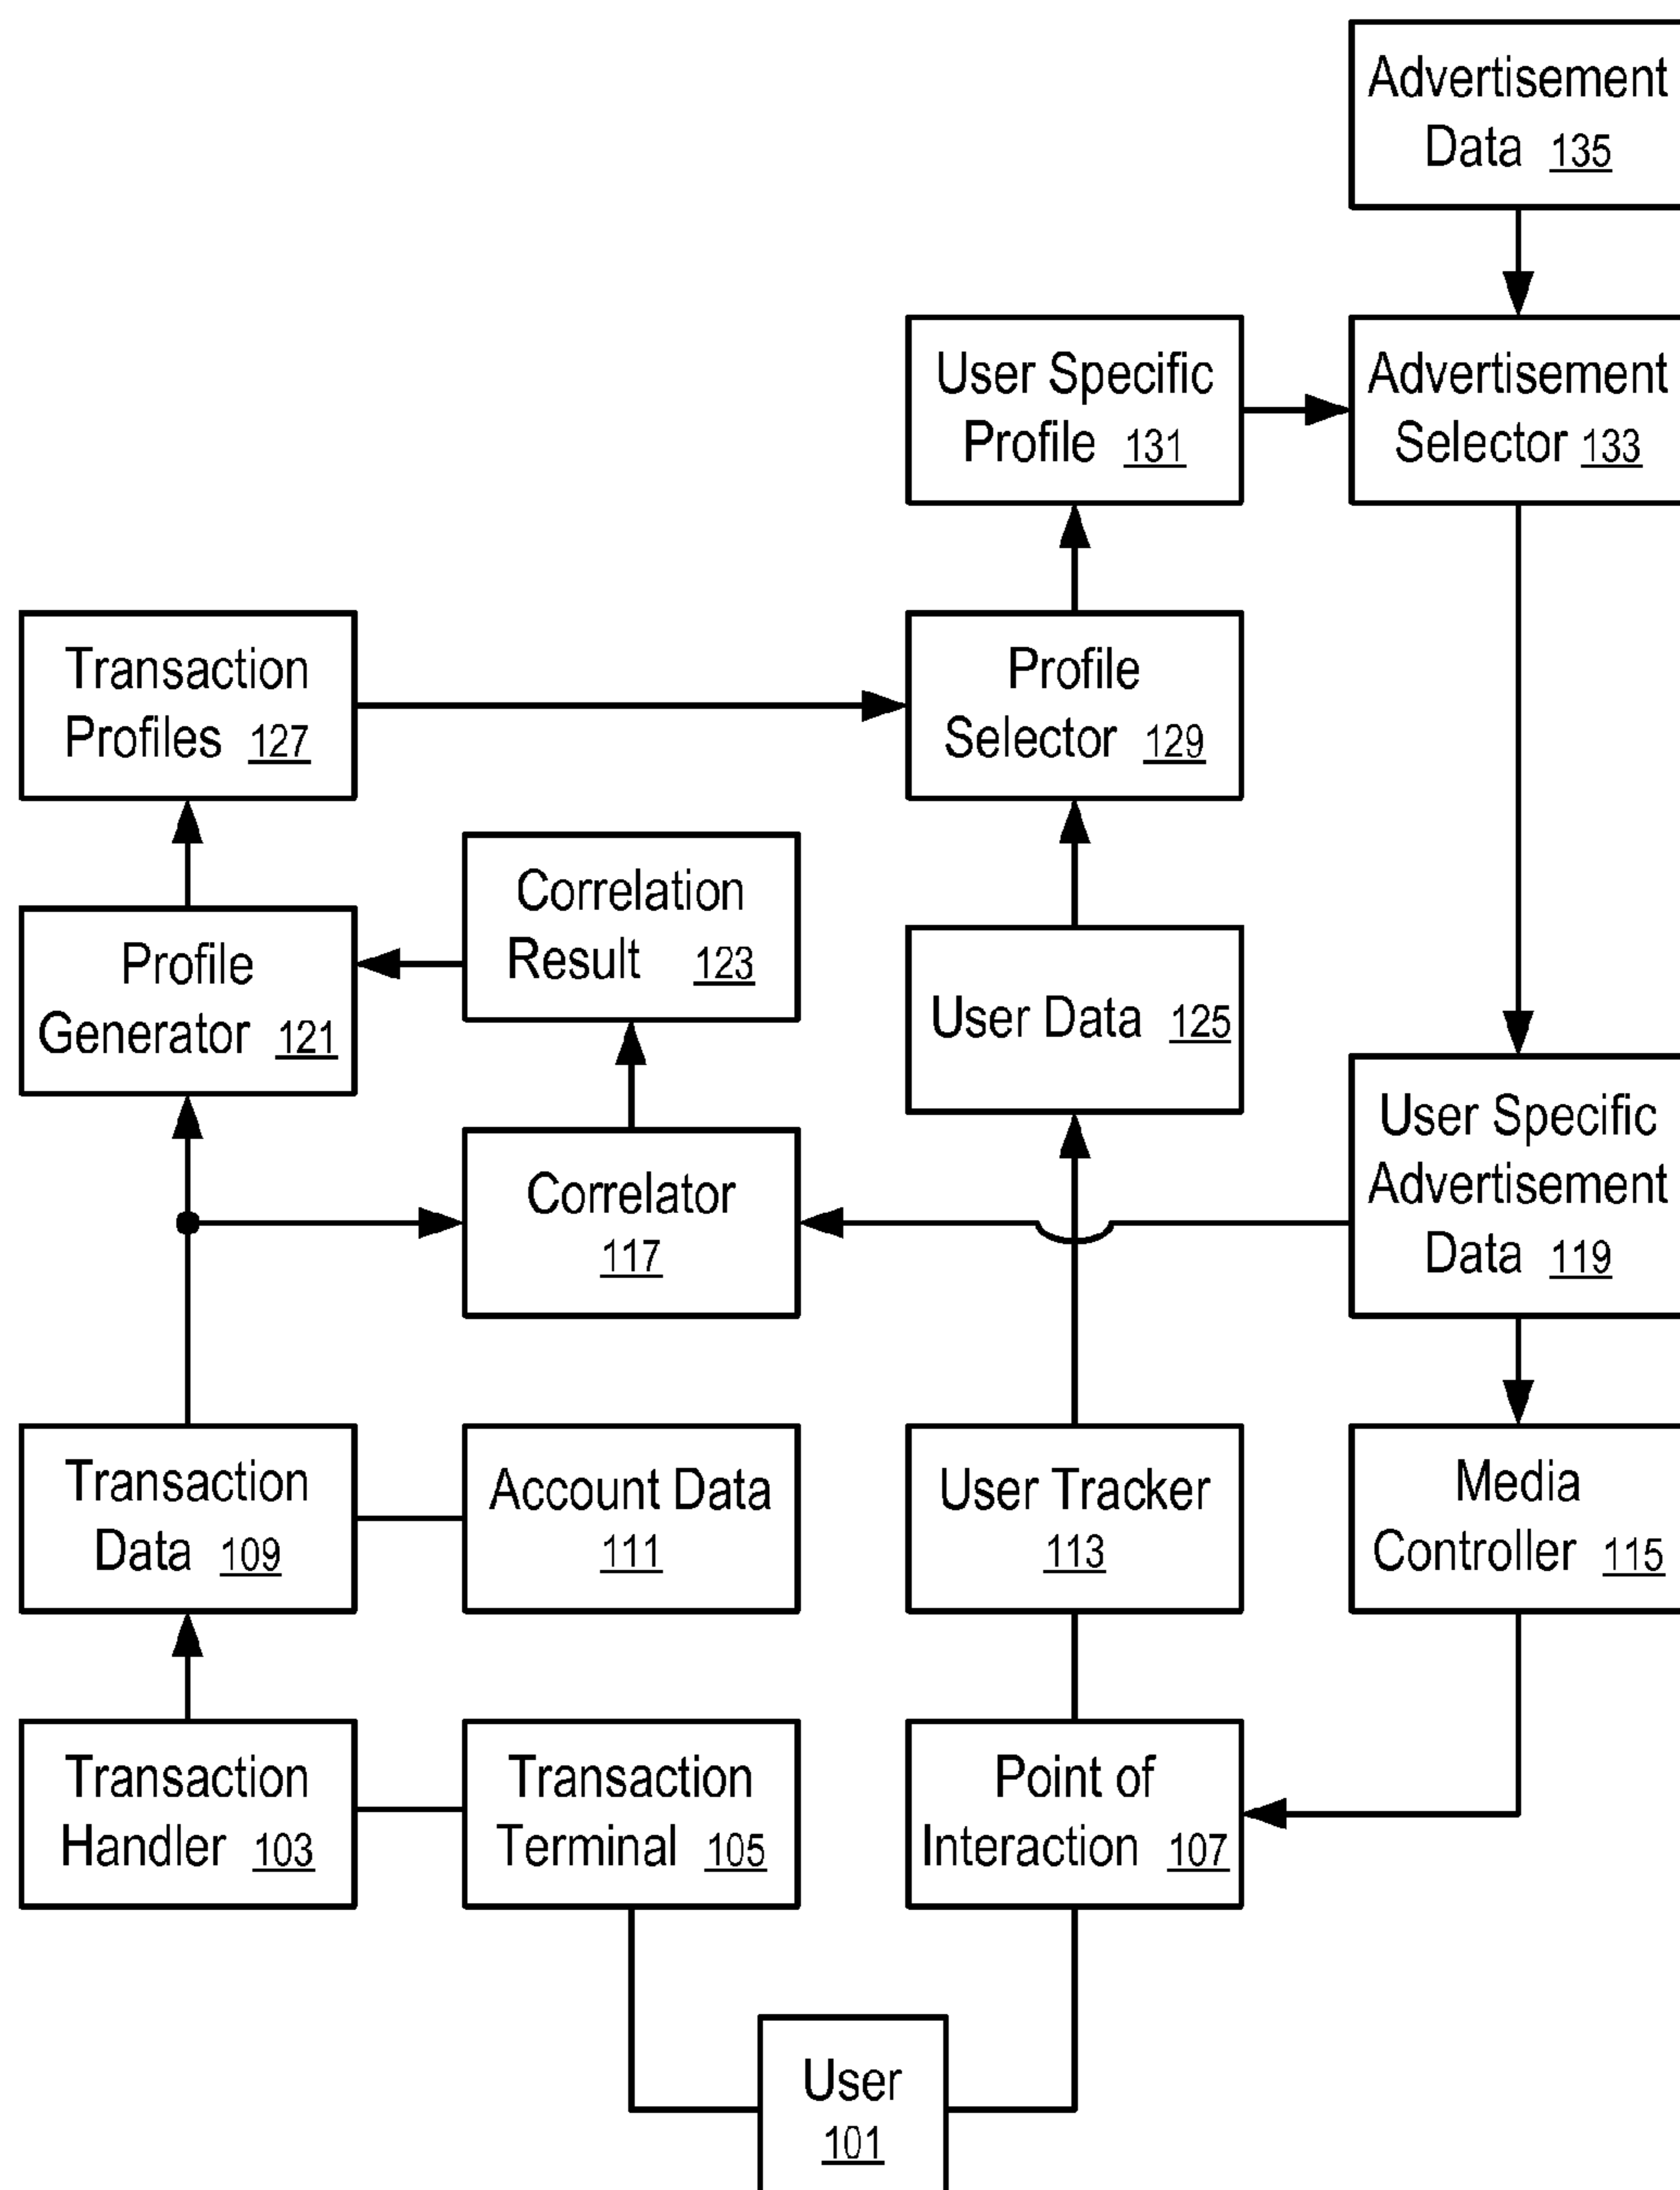 Advertisement
Data 135
User Specific
Profile 131
Advertisement
Selector 133
Transaction
Profiles 127
Profile
Selector 129
Correlation
Result 123
Profile
Generator 121
User Data 125
User Specific
Advertisement
Data 119
Correlator
117
Transaction
Data 109
Account Data
111
User Tracker
113
Media
Controller 115
Transaction
Handler 103
Transaction
Terminal 105
Point of
Interaction 107
User
101